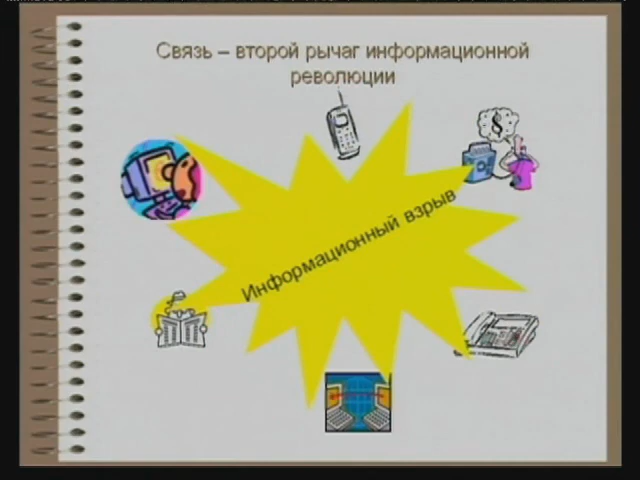 Связь – второй рычаг информационной
революции
§
Информационный взрыв